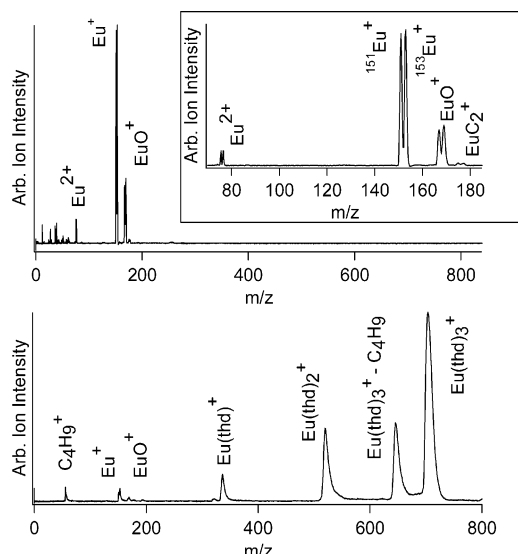 Arb. Ion Intensity
Eu²⁺
Eu⁺
EuO⁺
0
200
400
600
800
m/z
Arb. Ion Intensity
Eu²⁺
¹⁵¹Eu⁺
¹⁵³Eu⁺
EuO⁺
EuC₂⁺
80
100
120
140
160
180
m/z
Arb. Ion Intensity
C₄H₉⁺
Eu⁺
EuO⁺
Eu(thd)⁺
Eu(thd)₂⁺
Eu(thd)₃⁺ - C₄H₉
Eu(thd)₃⁺
0
200
400
600
800
m/z